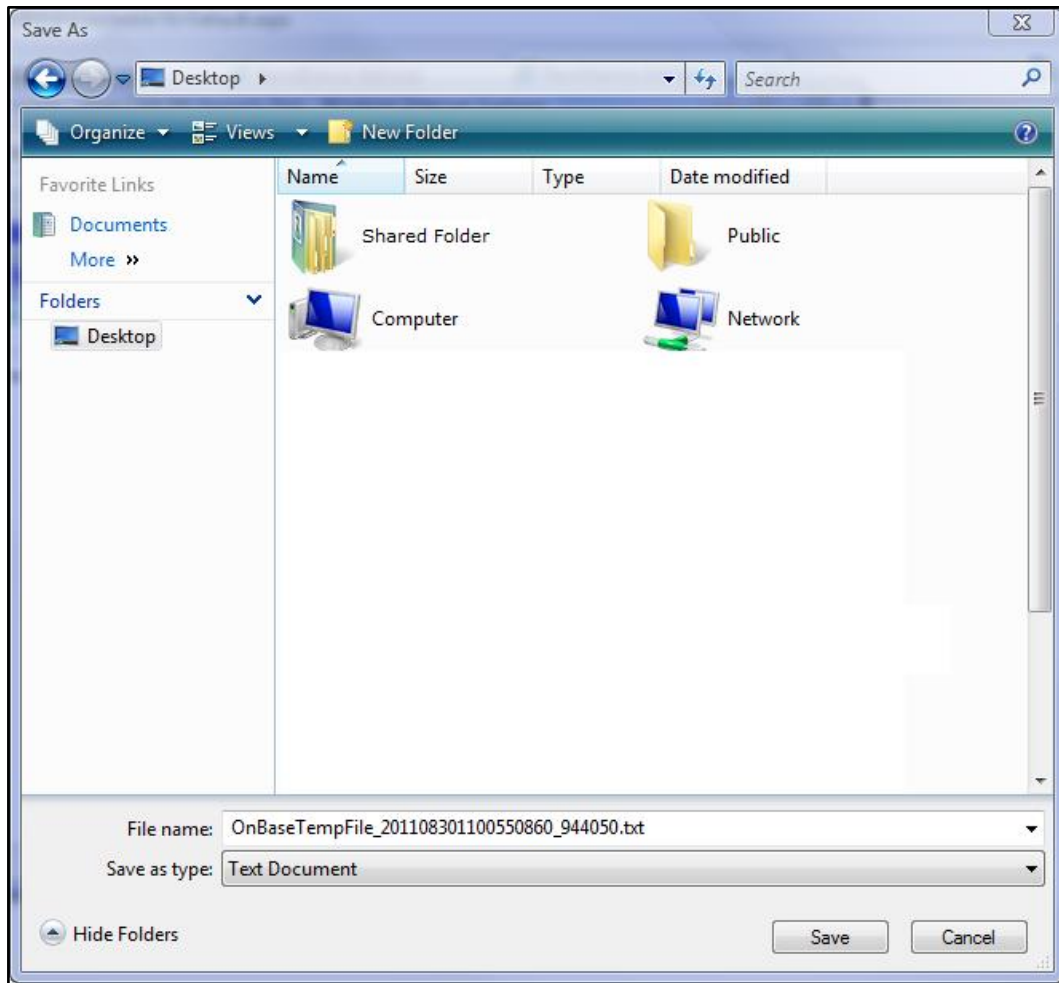 Save As
Desktop
Search
Organize Views New Folder
Favorite Links
Documents
More »
Folders
Desktop
Name Size Type Date modified
Shared Folder Public
Computer Network
File name: OnBaseTempFile_201108301100550860_944050.txt
Save as type: Text Document
Hide Folders Save Cancel